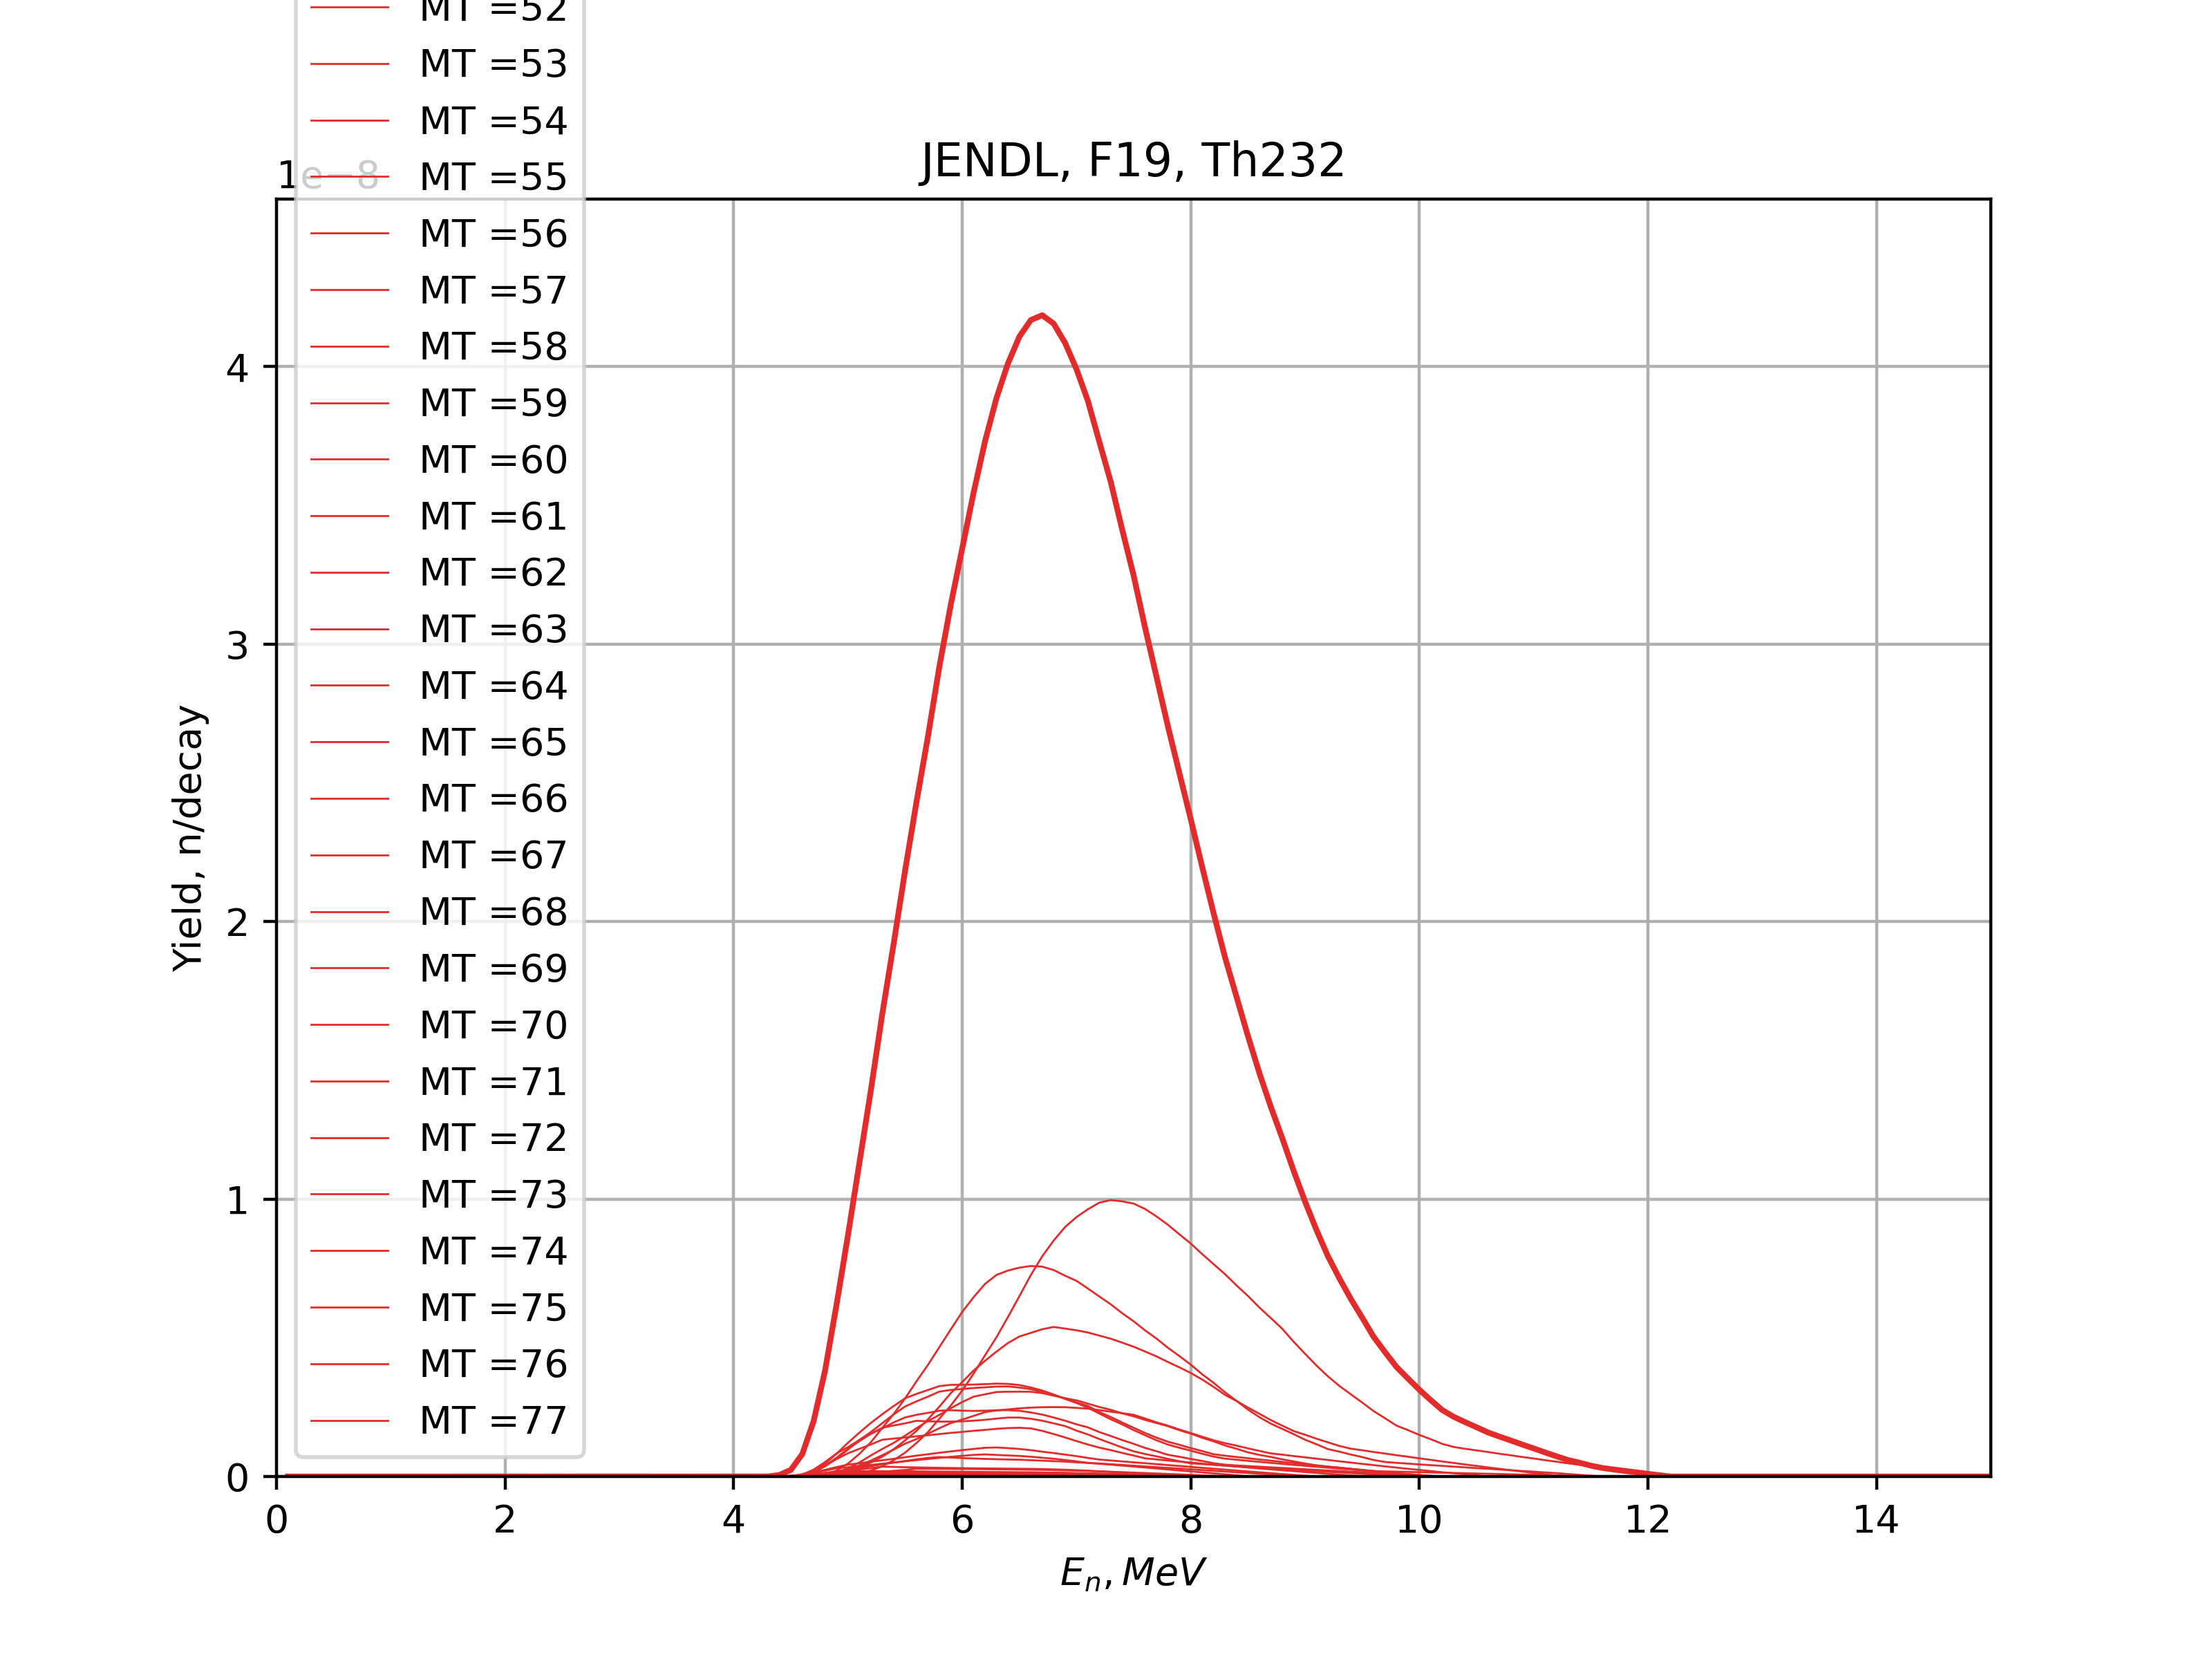 MT =52
MT =53
MT =54
JENDL, F19, Th232
1e−8
MT =55
MT =56
MT =57
MT =58
MT =59
MT =60
MT =61
MT =62
MT =63
MT =64
MT =65
MT =66
MT =67
MT =68
MT =69
MT =70
MT =71
MT =72
MT =73
MT =74
MT =75
MT =76
MT =77
4
3
2
1
0
Yield, n/decay
0 2 4 6 8 10 12 14
En, MeV